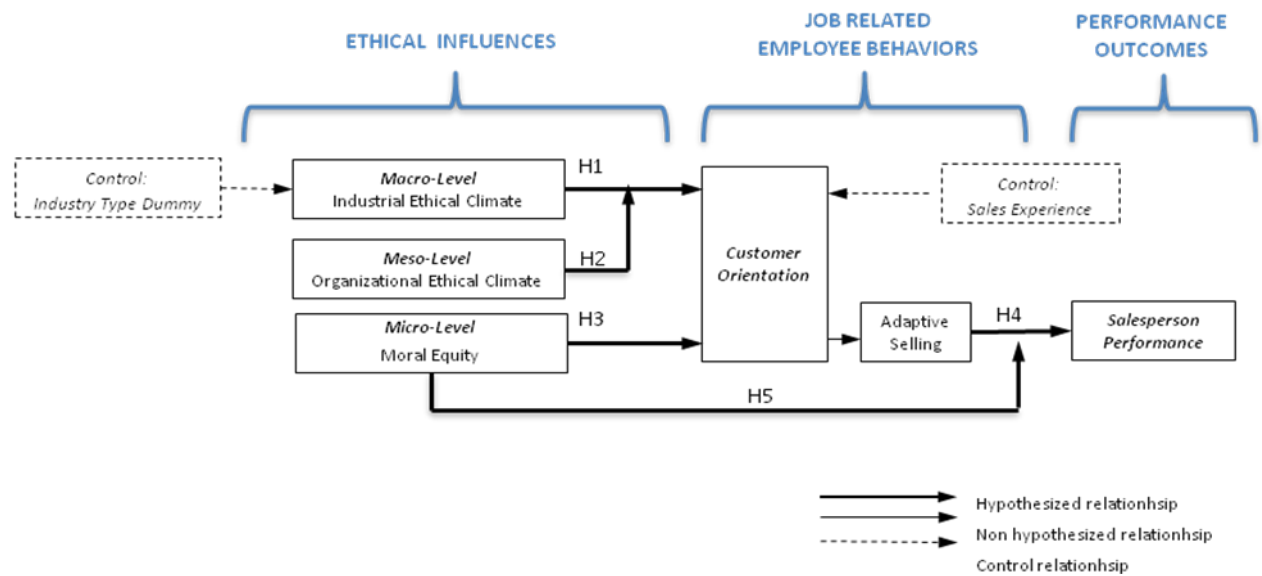 ETHICAL INFLUENCES
JOB RELATED
EMPLOYEE BEHAVIORS
PERFORMANCE
OUTCOMES
Control:
Industry Type Dummy
Macro-Level
Industrial Ethical Climate
H1
Meso-Level
Organizational Ethical Climate
H2
Micro-Level
Moral Equity
H3
Customer
Orientation
Control:
Sales Experience
Adaptive
Selling
H4
Salesperson
Performance
H5
Hypothesized relationhsip
Non hypothesized relationhsip
Control relationhsip